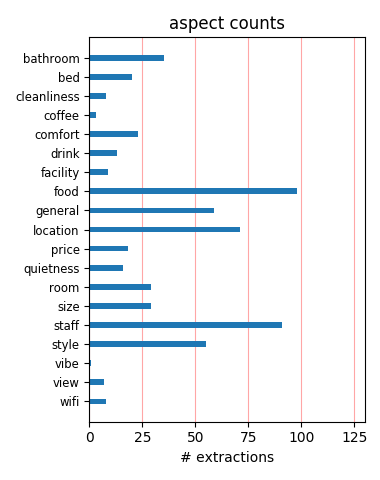 aspect counts
bathroom
bed
cleanliness
coffee
comfort
drink
facility
food
general
location
price
quietness
room
size
staff
style
vibe
view
wifi
0 25 50 75 100 125
# extractions